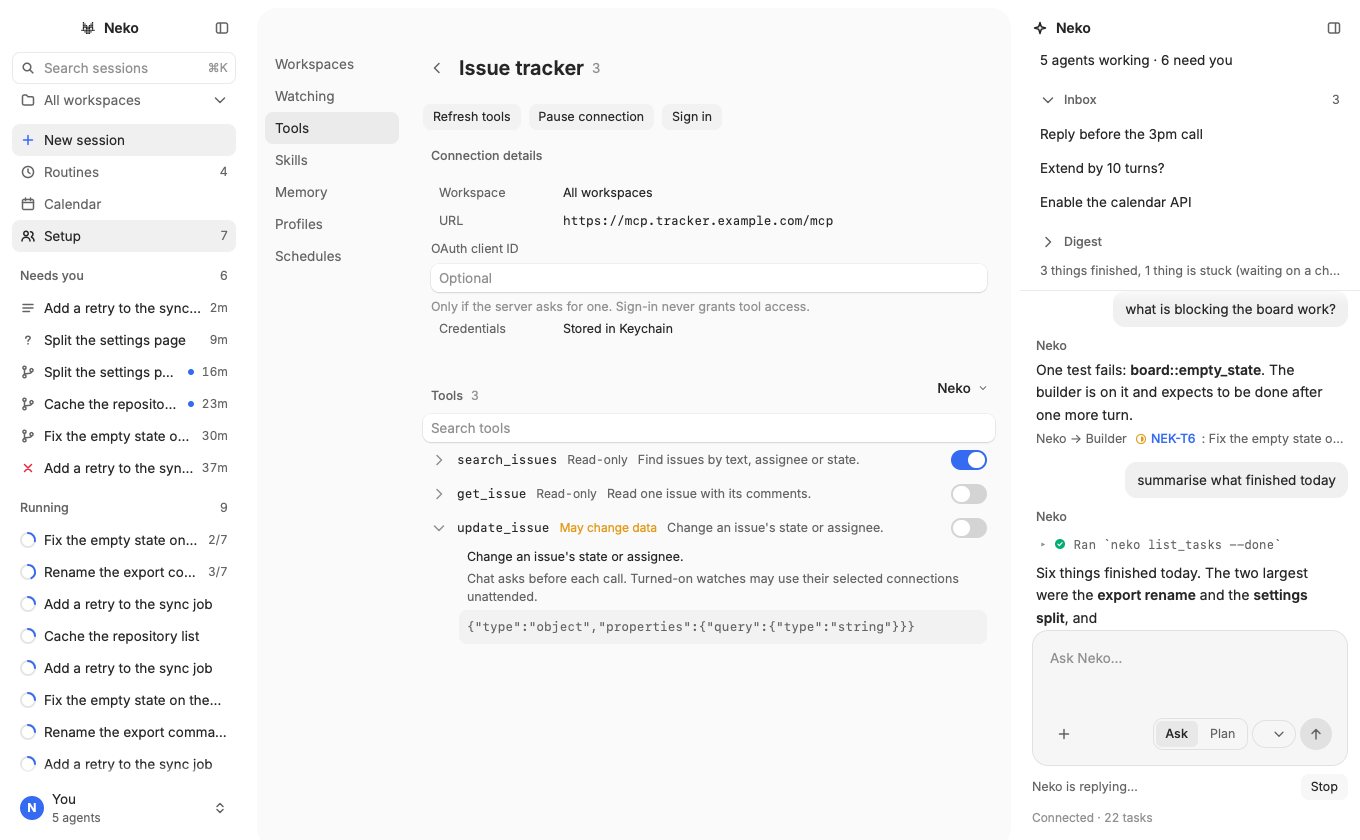 Neko
Search sessions ⌘K
All workspaces
New session
Routines 4
Calendar
Setup 7
Needs you 6
Add a retry to the sync... 2m
Split the settings page 9m
Split the settings p... 16m
Cache the reposito... 23m
Fix the empty state o... 30m
Add a retry to the syn... 37m
Running 9
Fix the empty state on... 2/7
Rename the export co... 3/7
Add a retry to the sync job
Cache the repository list
Add a retry to the sync job
Fix the empty state on the...
Rename the export comma...
Add a retry to the sync job
N
You
5 agents
Workspaces
Watching
Tools
Skills
Memory
Profiles
Schedules
Issue tracker 3
Refresh tools Pause connection Sign in
Connection details
Workspace All workspaces
URL https://mcp.tracker.example.com/mcp
OAuth client ID
Optional
Only if the server asks for one. Sign-in never grants tool access.
Credentials Stored in Keychain
Tools 3 Neko
Search tools
search_issues Read-only Find issues by text, assignee or state.
get_issue Read-only Read one issue with its comments.
update_issue May change data Change an issue's state or assignee.
Change an issue's state or assignee.
Chat asks before each call. Turned-on watches may use their selected connections
unattended.
{"type":"object","properties":{"query":{"type":"string"}}}
Neko
5 agents working · 6 need you
Inbox 3
Reply before the 3pm call
Extend by 10 turns?
Enable the calendar API
Digest
3 things finished, 1 thing is stuck (waiting on a ch...
what is blocking the board work?
Neko
One test fails: board::empty_state. The
builder is on it and expects to be done after
one more turn.
Neko → Builder NEK-T6 : Fix the empty state o...
summarise what finished today
Neko
Ran `neko list_tasks --done`
Six things finished today. The two largest
were the export rename and the settings
split, and
Ask Neko...
Ask Plan
Neko is replying... Stop
Connected · 22 tasks